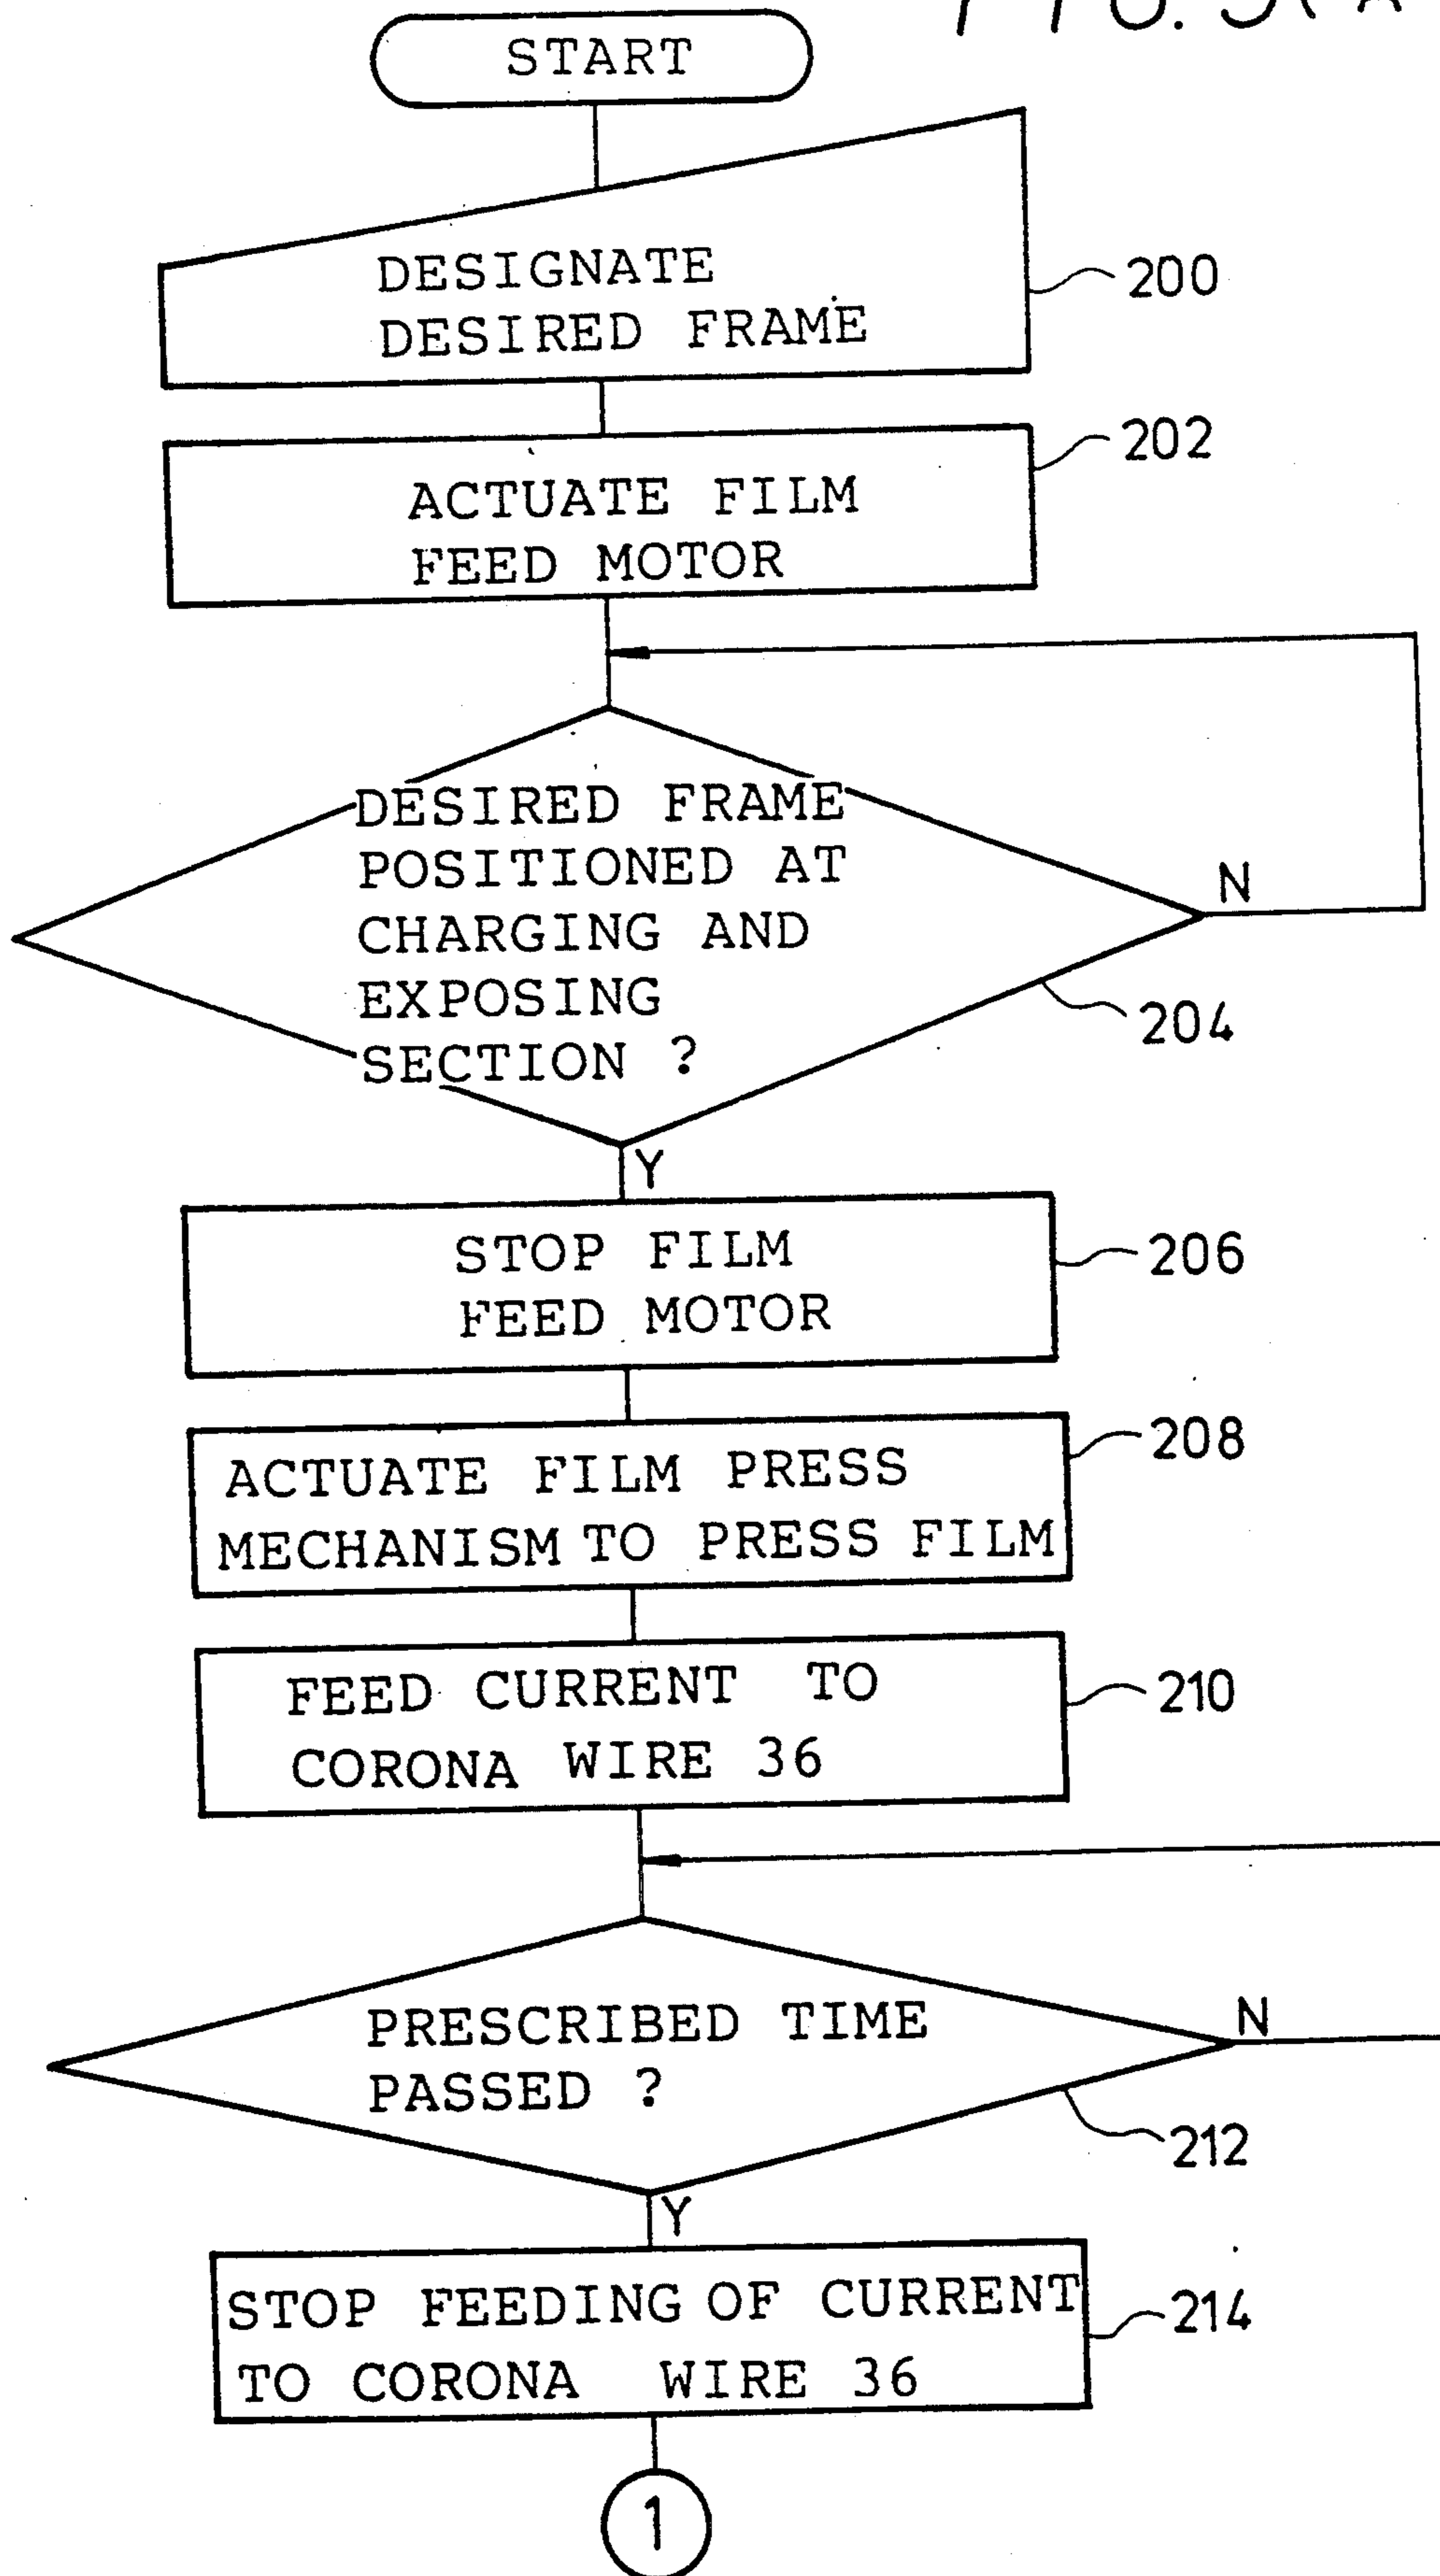 START
DESIGNATE
DESIRED FRAME
200
202
ACTUATE FILM
FEED MOTOR
DESIRED FRAME
POSITIONED AT
CHARGING AND
EXPOSING
SECTION ?
N
204
Y
STOP FILM
FEED MOTOR
206
208
ACTUATE FILM PRESS
MECHANISM TO PRESS FILM
FEED CURRENT TO
CORONA WIRE 36
210
PRESCRIBED TIME
PASSED ?
N
212
Y
STOP FEEDING OF CURRENT
TO CORONA WIRE 36
214
1